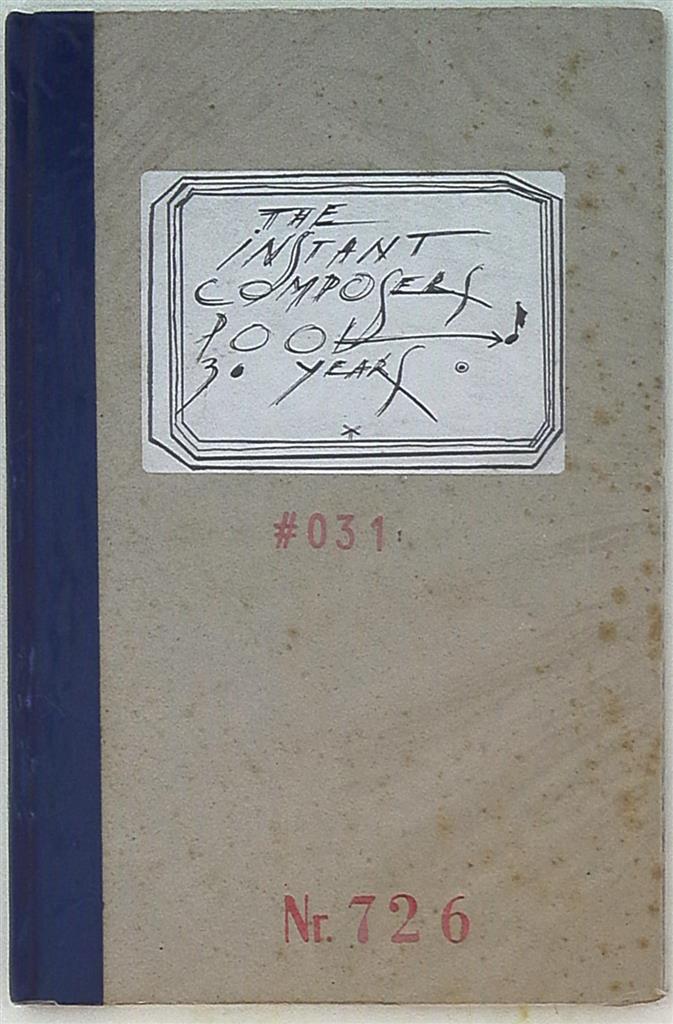 THE
iNSTANT
COMPOSERS
POOL
30 YEARS.
#031
Nr. 726